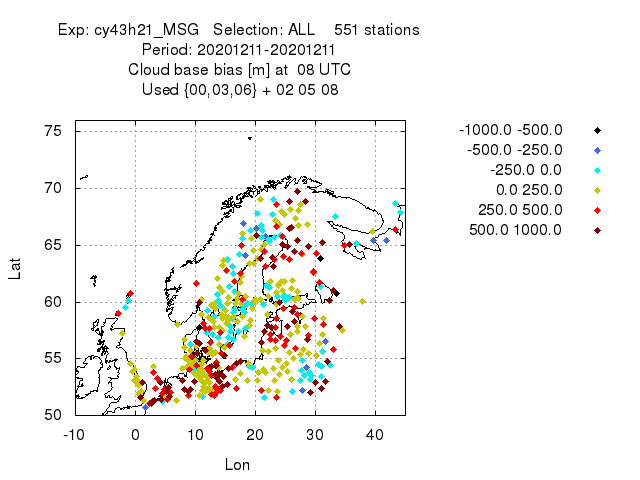 Exp: cy43h21_MSG   Selection: ALL    551 stations
Period: 20201211-20201211
Cloud base bias [m] at  08 UTC
Used {00,03,06} + 02 05 08
-1000.0 -500.0
-500.0 -250.0
-250.0 0.0
0.0 250.0
250.0 500.0
500.0 1000.0
75
70
65
60
55
50
Lat
-10 0 10 20 30 40
Lon